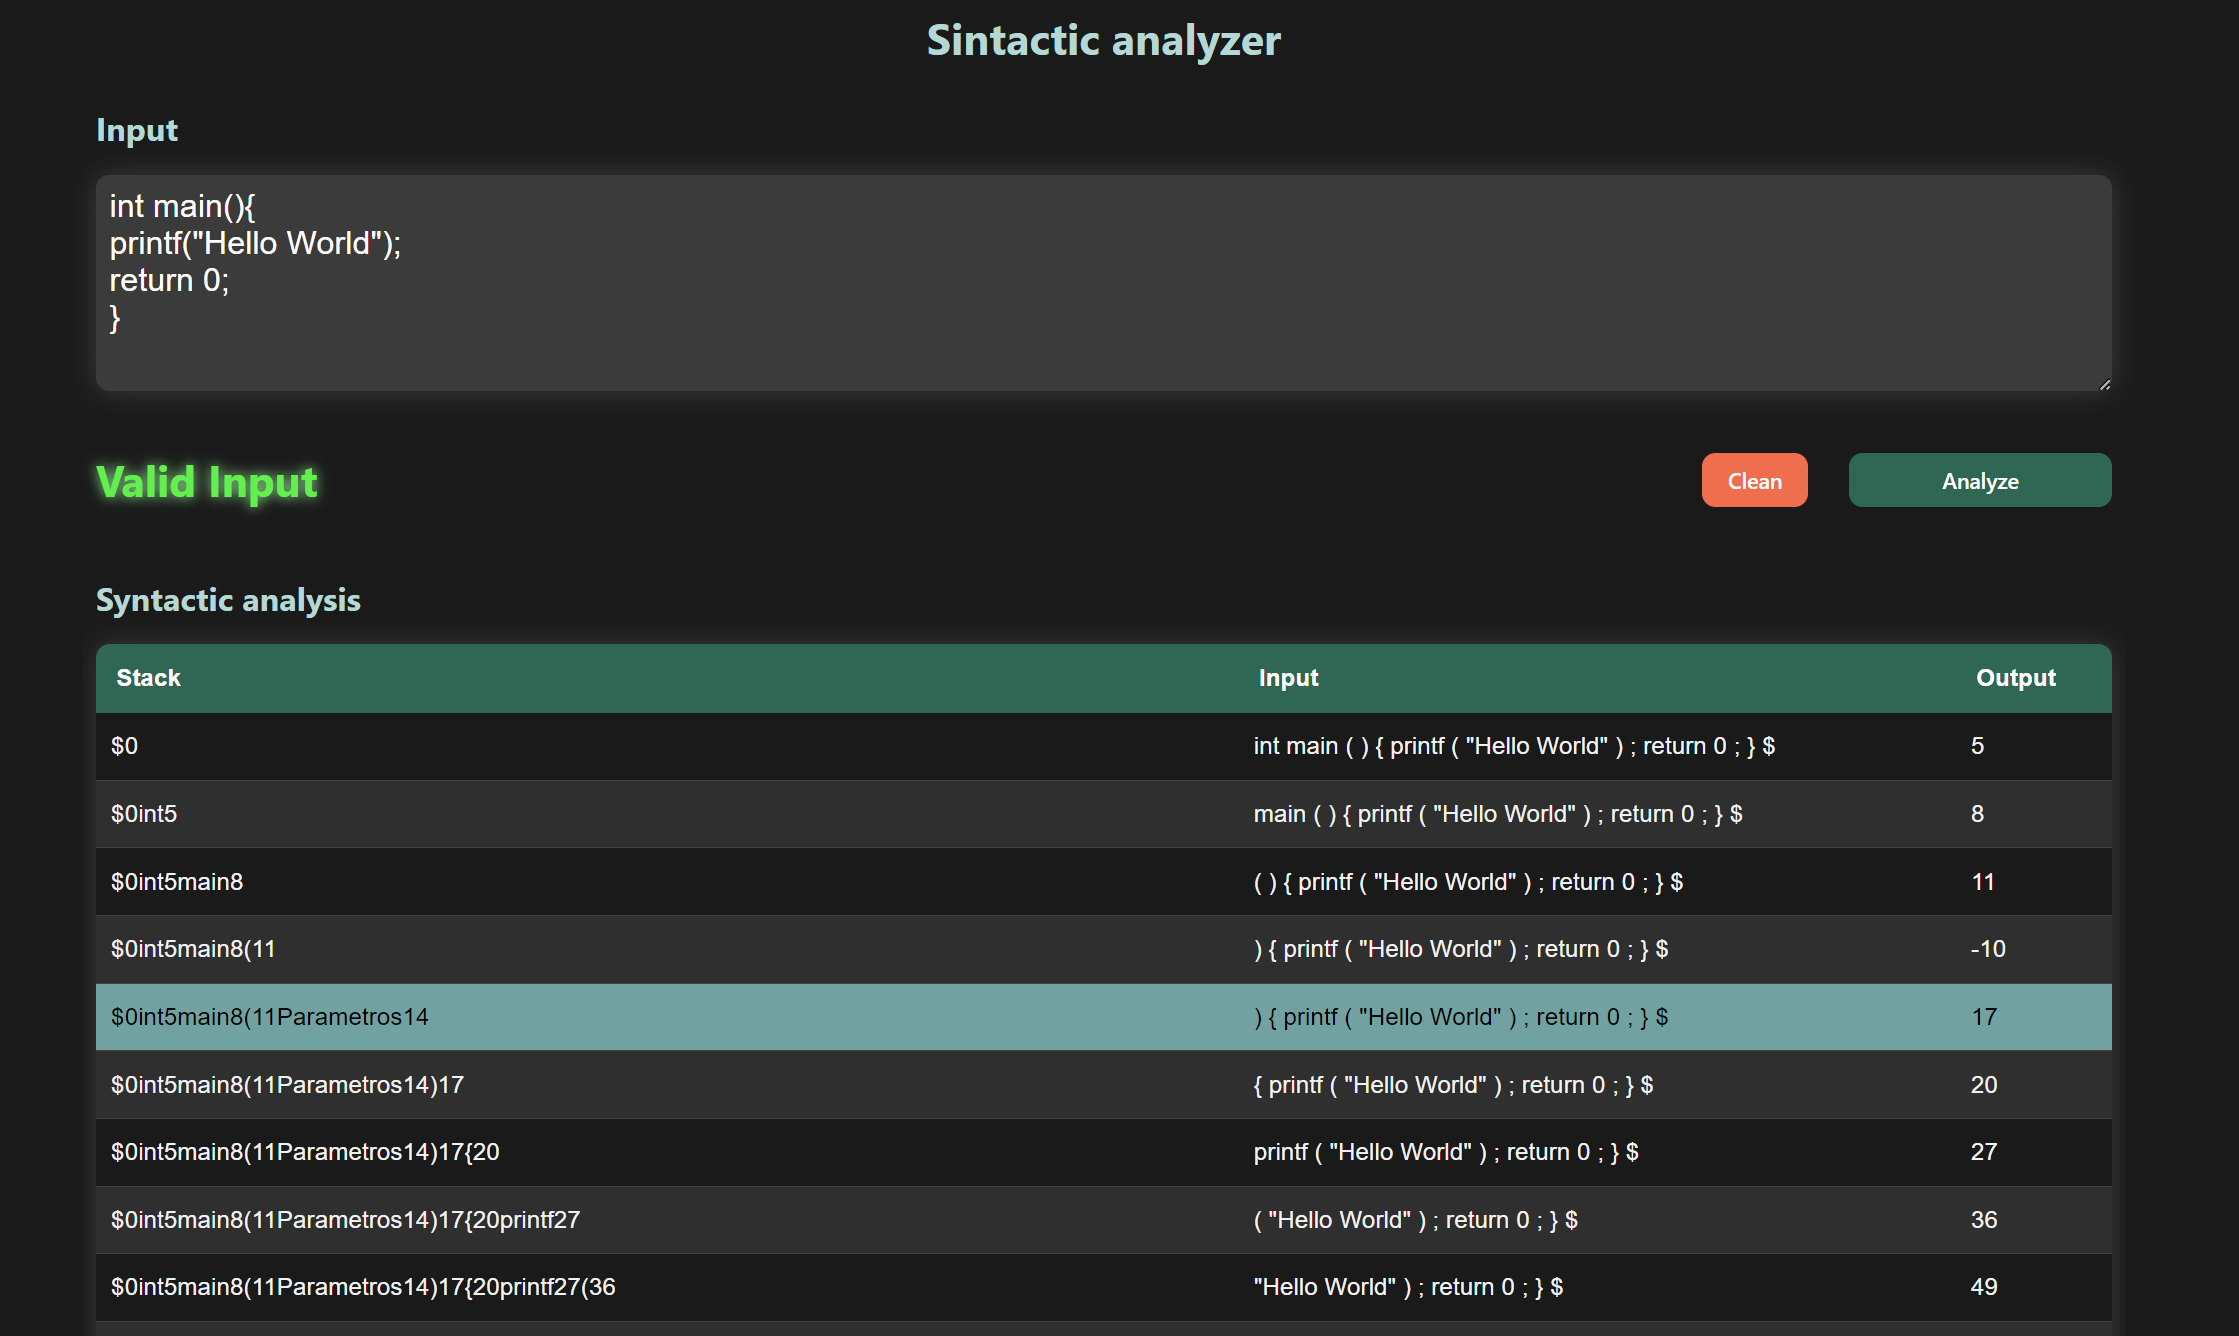 Sintactic analyzer
Input
int main(){
printf("Hello World");
return 0;
}
Valid Input
Clean
Analyze
Syntactic analysis
Stack Input Output
$0 int main ( ) { printf ( "Hello World" ) ; return 0 ; } $ 5
$0int5 main ( ) { printf ( "Hello World" ) ; return 0 ; } $ 8
$0int5main8 ( ) { printf ( "Hello World" ) ; return 0 ; } $ 11
$0int5main8(11 ) { printf ( "Hello World" ) ; return 0 ; } $ -10
$0int5main8(11Parametros14 ) { printf ( "Hello World" ) ; return 0 ; } $ 17
$0int5main8(11Parametros14)17 { printf ( "Hello World" ) ; return 0 ; } $ 20
$0int5main8(11Parametros14)17{20 printf ( "Hello World" ) ; return 0 ; } $ 27
$0int5main8(11Parametros14)17{20printf27 ( "Hello World" ) ; return 0 ; } $ 36
$0int5main8(11Parametros14)17{20printf27(36 "Hello World" ) ; return 0 ; } $ 49